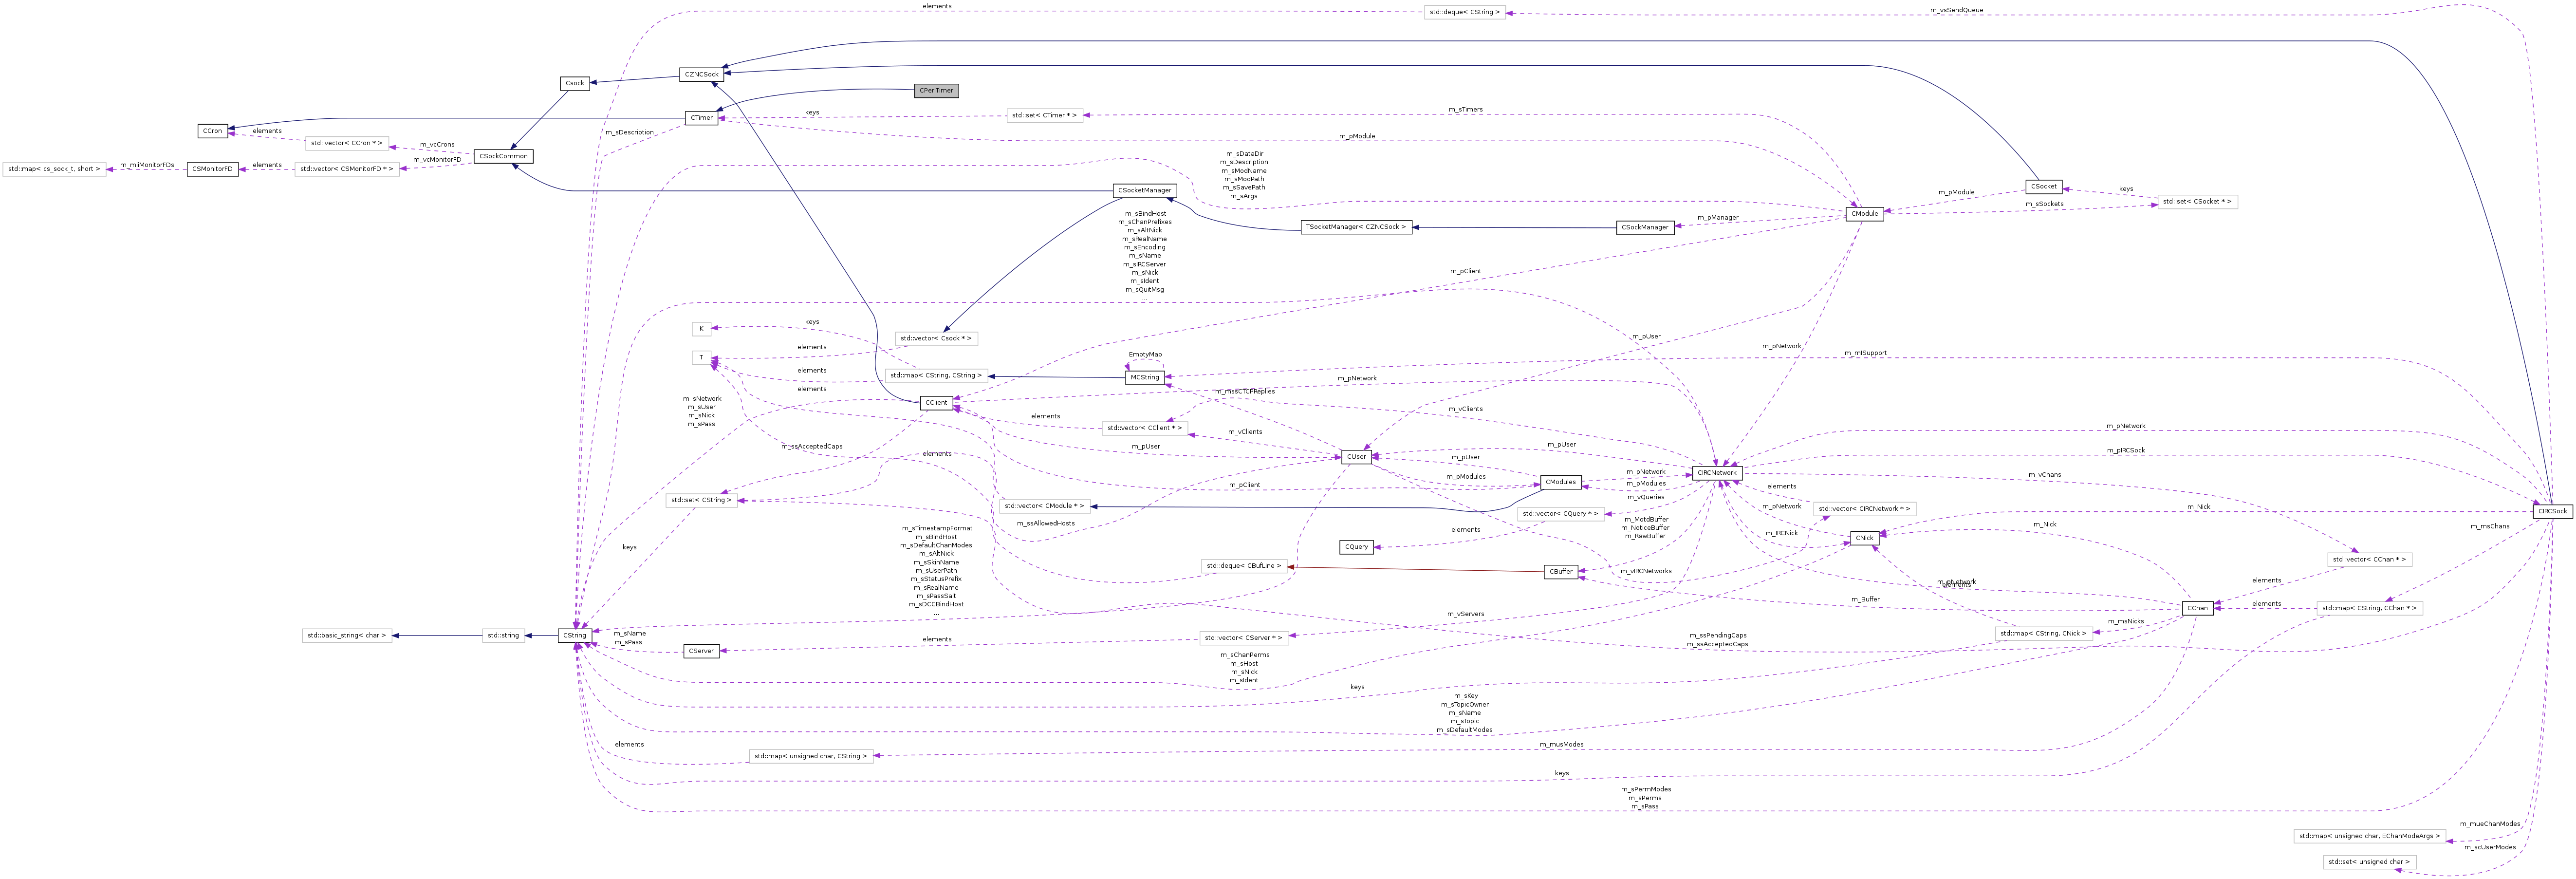 elements
std::deque< CString >
m_vsSendQueue
CZNCSock
Csock
CPerlTimer
CTimer
keys
std::set< CTimer * >
m_sTimers
CCron
elements
std::vector< CCron * >
m_vcCrons
m_sDescription
m_pModule
CSockCommon
std::map< cs_sock_t, short >
m_miiMonitorFDs
CSMonitorFD
elements
std::vector< CSMonitorFD * >
m_vcMonitorFD
m_sDataDir
m_sDescription
m_sModName
m_sModPath
m_sSavePath
m_sArgs
CSocketManager
m_pModule
CSocket
keys
std::set< CSocket * >
m_sSockets
CModule
m_pManager
CSockManager
TSocketManager< CZNCSock >
m_sBindHost
m_sChanPrefixes
m_sAltNick
m_sRealName
m_sEncoding
m_sName
m_sIRCServer
m_sNick
m_sIdent
m_sQuitMsg
...
m_pClient
K
keys
std::vector< Csock * >
m_pUser
T
elements
m_pNetwork
m_mISupport
EmptyMap
elements
std::map< CString, CString >
MCString
m_pNetwork
elements
m_mssCTCPReplies
m_sNetwork
m_sUser
m_sNick
m_sPass
CClient
m_vClients
elements
std::vector< CClient * >
m_vClients
m_pNetwork
m_ssAcceptedCaps
m_pUser
m_pUser
elements
CUser
m_pUser
m_pIRCSock
m_pNetwork
CIRCNetwork
m_vChans
m_pModules
CModules
m_pModules
m_pClient
elements
std::set< CString >
m_vQueries
std::vector< CModule * >
m_pNetwork
std::vector< CIRCNetwork * >
m_Nick
CIRCSock
std::vector< CQuery * >
m_ssAllowedHosts
m_MotdBuffer
m_NoticeBuffer
m_RawBuffer
m_Nick
m_msChans
m_sTimestampFormat
m_sBindHost
m_sDefaultChanModes
m_sAltNick
m_sSkinName
m_sUserPath
m_sStatusPrefix
m_sRealName
m_sPassSalt
m_sDCCBindHost
...
elements
m_IRCNick
CNick
keys
CQuery
std::vector< CChan * >
std::deque< CBufLine >
CBuffer
m_vIRCNetworks
m_pNetwork
elements
m_Buffer
CChan
elements
std::map< CString, CChan * >
m_vServers
m_msNicks
std::basic_string< char >
std::string
CString
m_sName
m_sPass
std::map< CString, CNick >
elements
std::vector< CServer * >
m_ssPendingCaps
m_ssAcceptedCaps
CServer
m_sChanPerms
m_sHost
m_sNick
m_sIdent
keys
m_sKey
m_sTopicOwner
m_sName
m_sTopic
m_sDefaultModes
elements
m_musModes
std::map< unsigned char, CString >
keys
m_sPermModes
m_sPerms
m_sPass
m_mueChanModes
std::map< unsigned char, EChanModeArgs >
m_scUserModes
std::set< unsigned char >